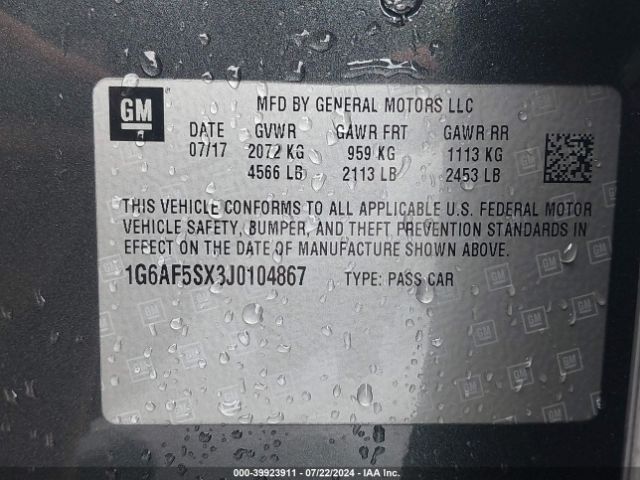 GM
MFD BY GENERAL MOTORS LLC
DATE GVWR GAWR FRT GAWR RR
07/17 2072 KG 959 KG 1113 KG
4566 LB 2113 LB 2453 LB
THIS VEHICLE CONFORMS TO ALL APPLICABLE U.S. FEDERAL MOTOR
VEHICLE SAFETY, BUMPER, AND THEFT PREVENTION STANDARDS IN
EFFECT ON THE DATE OF MANUFACTURE SHOWN ABOVE.
1G6AF5SX3J0104867 TYPE: PASS CAR
000-39923911 - 07/22/2024 - IAA Inc.